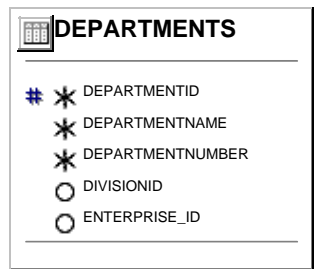 DEPARTMENTS
# * DEPARTMENTID
* DEPARTMENTNAME
* DEPARTMENTNUMBER
DIVISIONID
ENTERPRISE_ID